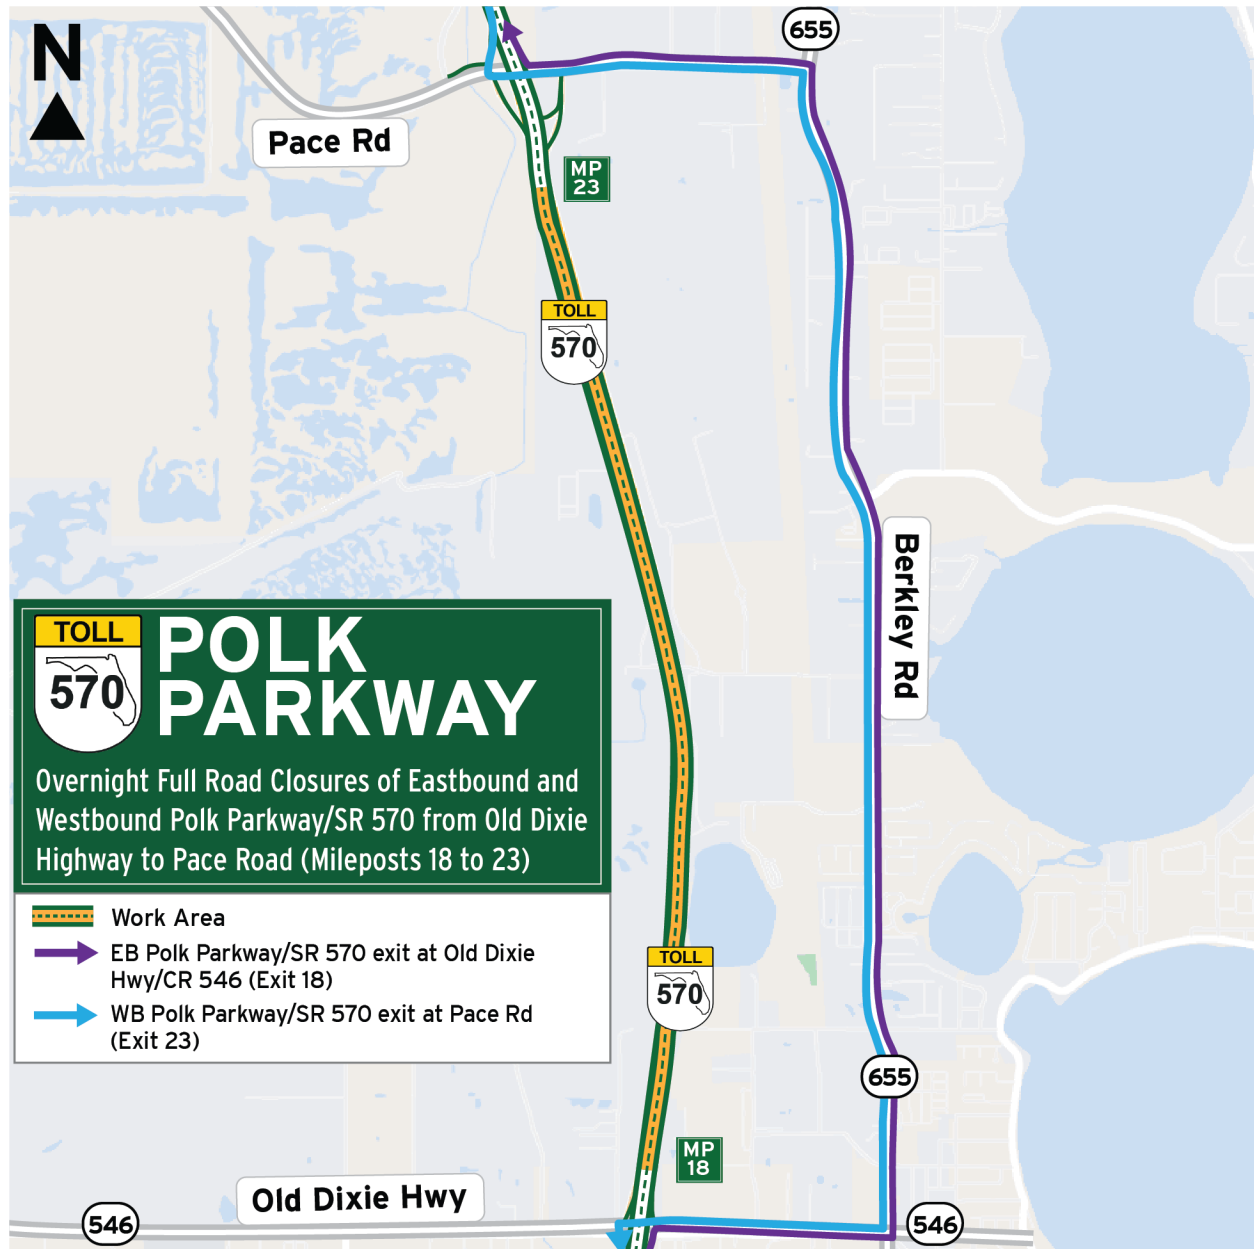 N
655
Pace Rd
MP
23
TOLL
570
Berkley Rd
TOLL
570
POLK
PARKWAY
Overnight Full Road Closures of Eastbound and
Westbound Polk Parkway/SR 570 from Old Dixie
Highway to Pace Road (Mileposts 18 to 23)
Work Area
EB Polk Parkway/SR 570 exit at Old Dixie
Hwy/CR 546 (Exit 18)
WB Polk Parkway/SR 570 exit at Pace Rd
(Exit 23)
TOLL
570
655
MP
18
Old Dixie Hwy
546
546